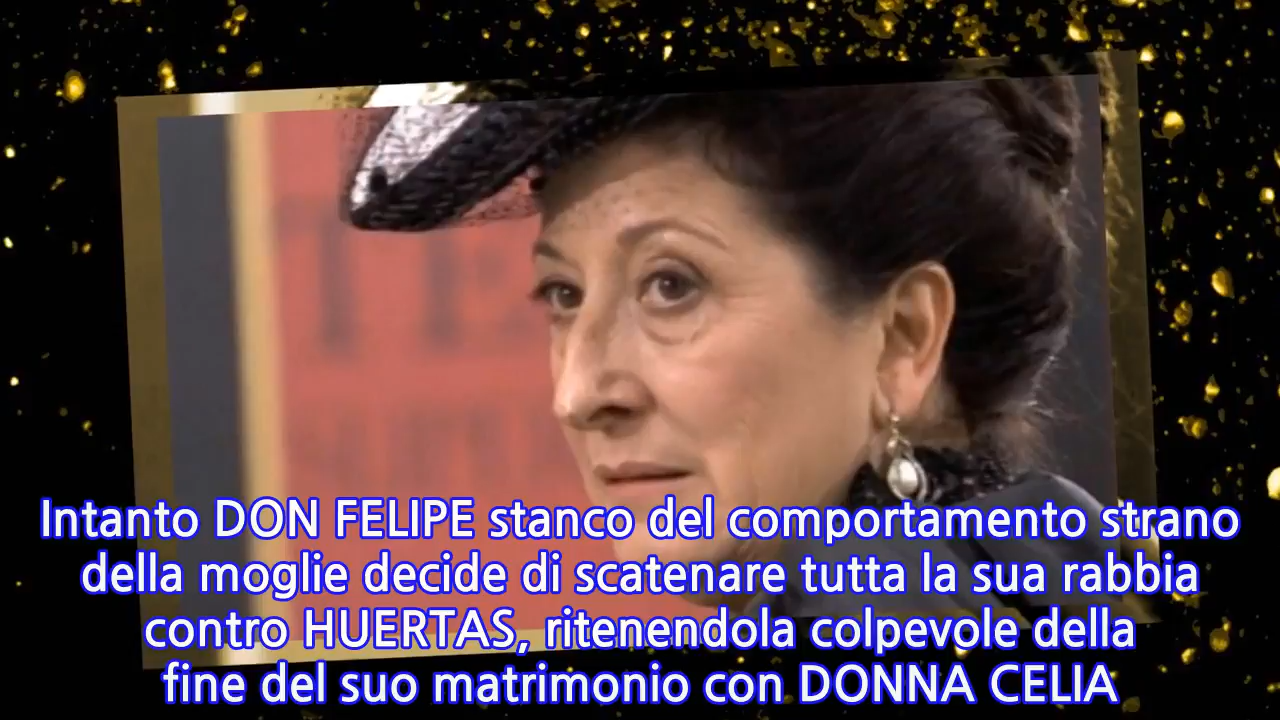 Intanto DON FELIPE stanco del comportamento strano
della moglie decide di scatenare tutta la sua rabbia
contro HUERTAS, ritenendola colpevole della
fine del suo matrimonio con DONNA CELIA